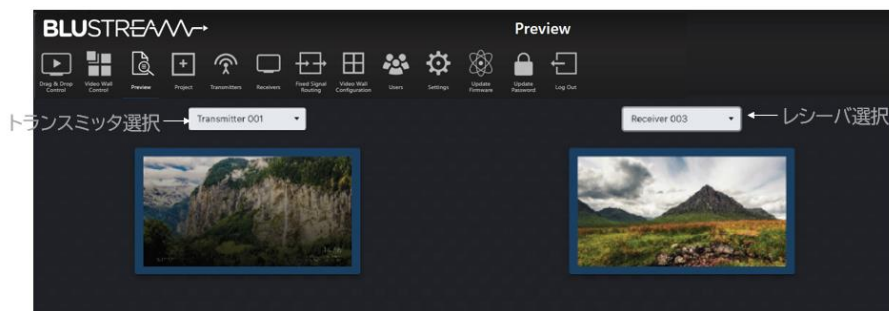 BLUSTREAM
Preview
Drag & Drop Control
Video Wall Control
Preview
Project
Transmitters
Receivers
Fixed Signal Routing
Video Wall Configuration
Users
Settings
Update Firmware
Update Password
Log Out
トランスミッタ選択
Transmitter 001
Receiver 003
レシーバ選択